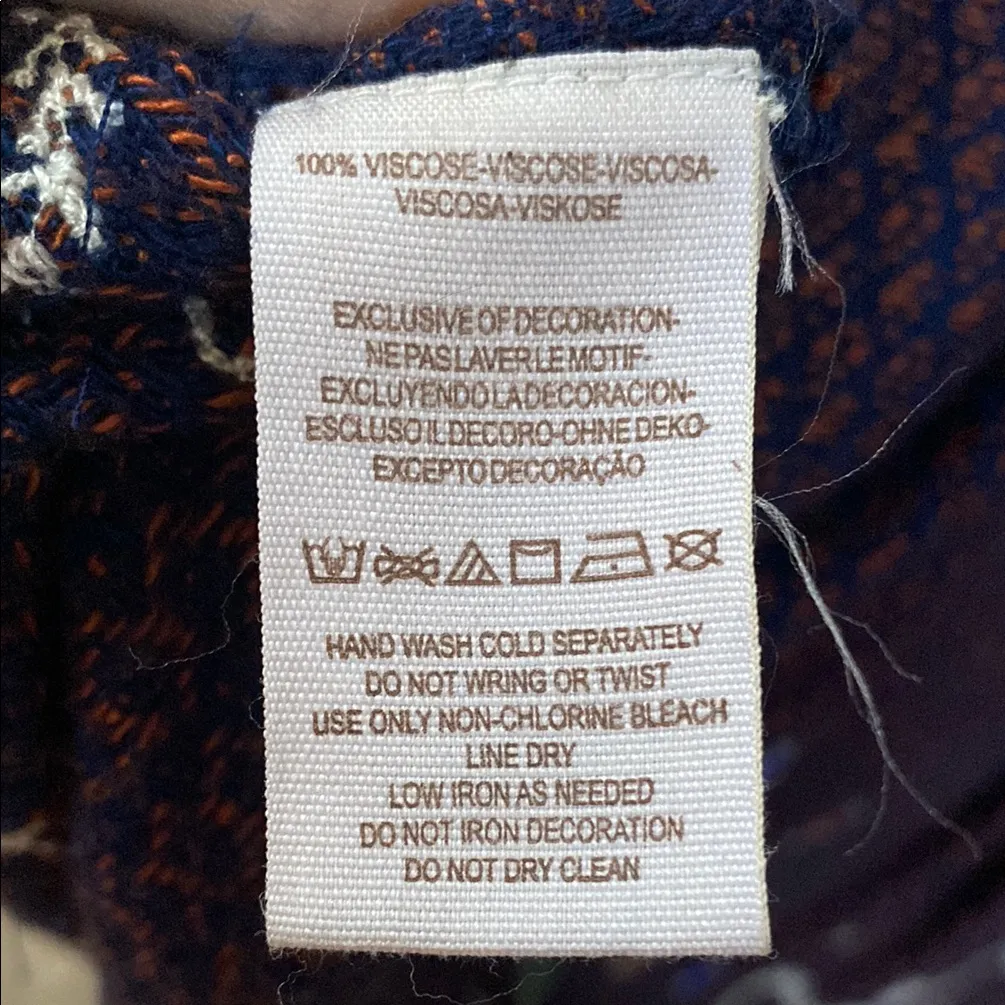 100% VISCOSE-VISCOSE-VISCOSA-
VISCOSA-VISKOSE
EXCLUSIVE OF DECORATION-
NE PAS LAVER LE MOTIF-
EXCLUYENDO LA DECORACION-
ESCLUSO IL DECORO-OHNE DEKO-
EXCEPTO DECORAÇÃO
HAND WASH COLD SEPARATELY
DO NOT WRING OR TWIST
USE ONLY NON-CHLORINE BLEACH
LINE DRY
LOW IRON AS NEEDED
DO NOT IRON DECORATION
DO NOT DRY CLEAN